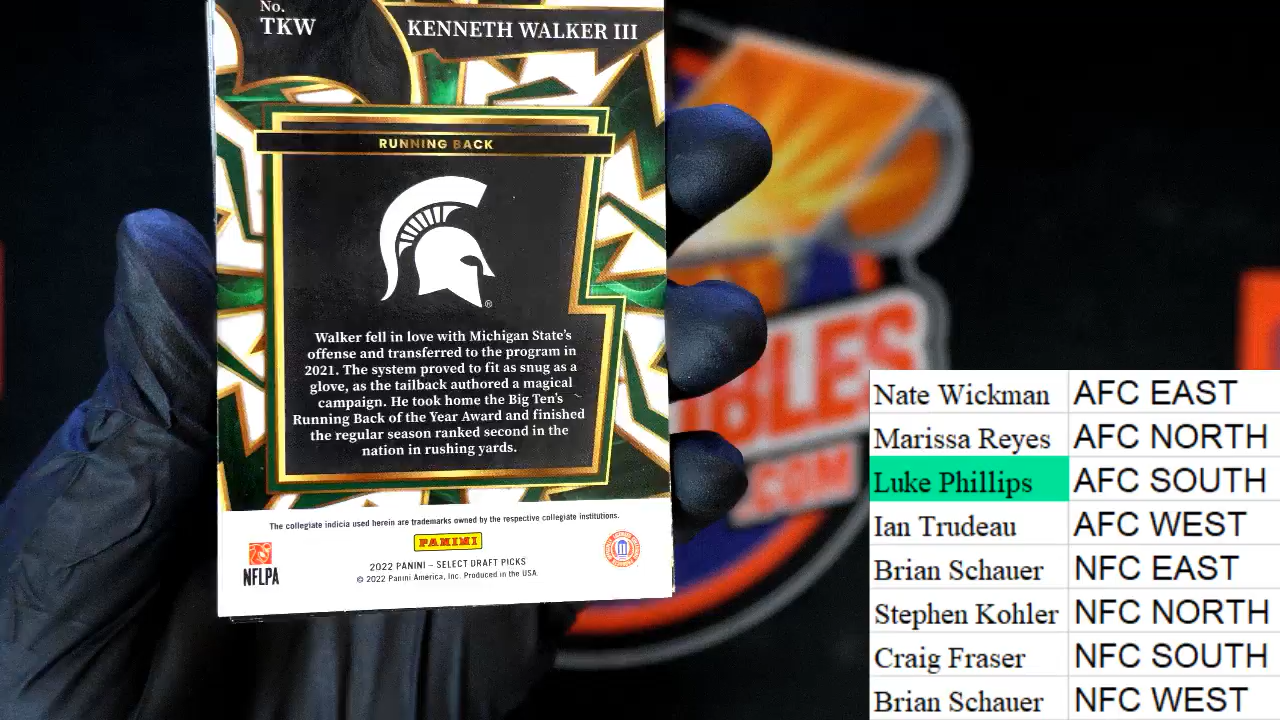 No.
TKW
KENNETH WALKER III
RUNNING BACK
®
Walker fell in love with Michigan State's
offense and transferred to the program in
2021. The system proved to fit as snug as a
glove, as the tailback authored a magical
campaign. He took home the Big Ten's
Running Back of the Year Award and finished
the regular season ranked second in the
nation in rushing yards.
The collegiate indicia used herein are trademarks owned by the respective collegiate institutions.
PANINI
NFLPA
2022 PANINI – SELECT DRAFT PICKS
© 2022 Panini America, Inc. Produced in the USA.
BLES
.COM
Nate Wickman AFC EAST
Marissa Reyes AFC NORTH
Luke Phillips AFC SOUTH
Ian Trudeau AFC WEST
Brian Schauer NFC EAST
Stephen Kohler NFC NORTH
Craig Fraser NFC SOUTH
Brian Schauer NFC WEST